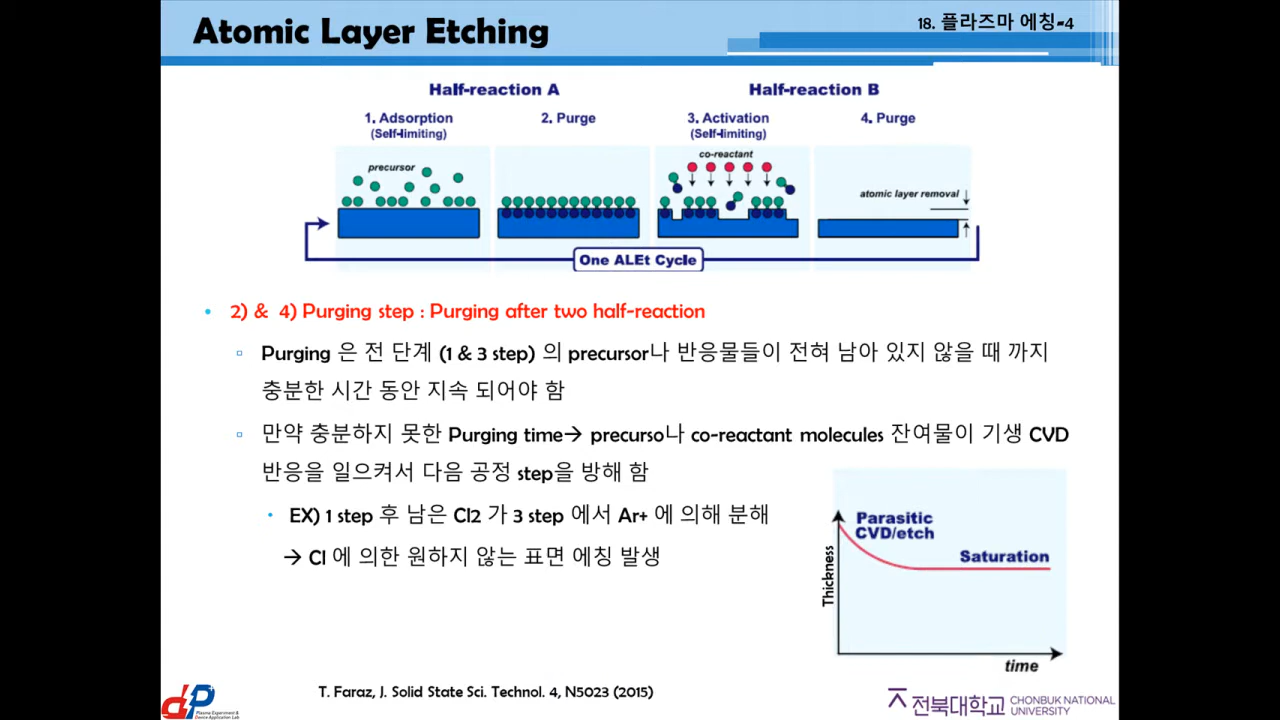 Atomic Layer Etching
18. 플라즈마 에칭-4
Half-reaction A
Half-reaction B
1. Adsorption
(Self-limiting)
2. Purge
3. Activation
(Self-limiting)
4. Purge
precursor
co-reactant
atomic layer removal
One ALEt Cycle
• 2) & 4) Purging step : Purging after two half-reaction
Purging 은 전 단계 (1 & 3 step) 의 precursor나 반응물들이 전혀 남아 있지 않을 때 까지
충분한 시간 동안 지속 되어야 함
만약 충분하지 못한 Purging time→ precurso나 co-reactant molecules 잔여물이 기생 CVD
반응을 일으켜서 다음 공정 step을 방해 함
• EX) 1 step 후 남은 Cl2 가 3 step 에서 Ar+ 에 의해 분해
→ Cl 에 의한 원하지 않는 표면 에칭 발생
Parasitic
CVD/etch
Saturation
Thickness
time
T. Faraz, J. Solid State Sci. Technol. 4, N5023 (2015)
dP
Plasma Experiment &
Device Application Lab
전북대학교
CHONBUK NATIONAL
UNIVERSITY